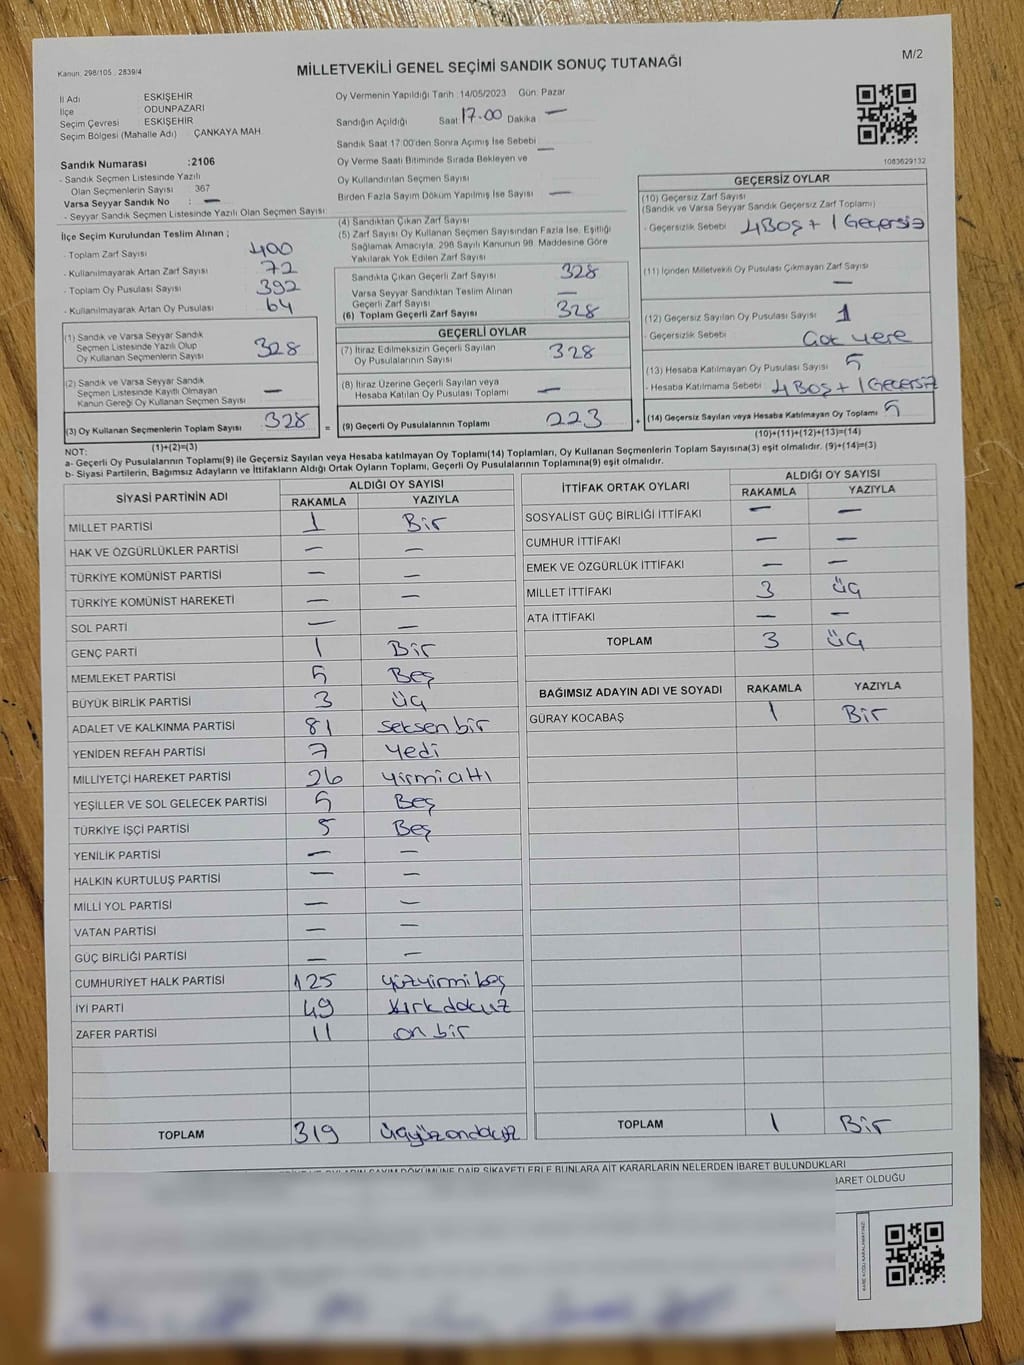 M/2
Kanun: 298/105 , 2839/4
MİLLETVEKİLİ GENEL SEÇİMİ SANDIK SONUÇ TUTANAĞI
İl Adı ESKİŞEHİR
İlçe ODUNPAZARI
Seçim Çevresi ESKİŞEHİR
Seçim Bölgesi (Mahalle Adı) ÇANKAYA MAH.
Sandık Numarası :2106
- Sandık Seçmen Listesinde Yazılı
Olan Seçmenlerin Sayısı 367
Varsa Seyyar Sandık No : —
- Seyyar Sandık Seçmen Listesinde Yazılı Olan Seçmen Sayısı
Oy Vermenin Yapıldığı Tarih :14/05/2023 Gün: Pazar
Sandığın Açıldığı Saat: 17.00 Dakika —
Sandık Saat 17:00'den Sonra Açımış İse Sebebi —
Oy Verme Saati Bitiminde Sırada Bekleyen ve
Oy Kullandırılan Seçmen Sayısı
Birden Fazla Sayım Döküm Yapılmış İse Sayısı —
1083629132
İlçe Seçim Kurulundan Teslim Alınan ;
- Toplam Zarf Sayısı 400
- Kullanılmayarak Artan Zarf Sayısı 72
- Toplam Oy Pusulası Sayısı 392
- Kullanılmayarak Artan Oy Pusulası 64
(4) Sandıktan Çıkan Zarf Sayısı
(5) Zarf Sayısı Oy Kullanan Seçmen Sayısından Fazla İse, Eşitliği
Sağlamak Amacıyla, 298 Sayılı Kanunun 98. Maddesine Göre
Yakılarak Yok Edilen Zarf Sayısı
Sandıkta Çıkan Geçerli Zarf Sayısı 328
Varsa Seyyar Sandıktan Teslim Alınan
Geçerli Zarf Sayısı —
(6) Toplam Geçerli Zarf Sayısı 328
GEÇERSİZ OYLAR
(10) Geçersiz Zarf Sayısı
(Sandık ve Varsa Seyyar Sandık Geçersiz Zarf Toplamı)
- Geçersizlik Sebebi 4 Boş + 1 Geçersiz
(11) İçinden Milletvekili Oy Pusulası Çıkmayan Zarf Sayısı
—
(12) Geçersiz Sayılan Oy Pusulası Sayısı 1
- Geçersizlik Sebebi yere
(13) Hesaba Katılmayan Oy Pusulası Sayısı 5
- Hesaba Katılmama Sebebi 4 Boş + 1 Geçersiz
(14) Geçersiz Sayılan veya Hesaba Katılmayan Oy Toplamı 5
(10)+(11)+(12)+(13)=(14)
(1) Sandık ve Varsa Seyyar Sandık
Seçmen Listesinde Yazılı Olup
Oy Kullanan Seçmenlerin Sayısı 328
(2) Sandık ve Varsa Seyyar Sandık
Seçmen Listesinde Kayıtlı Olmayan
Kanun Gereği Oy Kullanan Seçmen Sayısı —
(3) Oy Kullanan Seçmenlerin Toplam Sayısı 328
(1)+(2)=(3)
GEÇERLİ OYLAR
(7) İtiraz Edilmeksizin Geçerli Sayılan
Oy Pusulalarının Sayısı 328
(8) İtiraz Üzerine Geçerli Sayılan veya
Hesaba Katılan Oy Pusulaları Toplamı —
= (9) Geçerli Oy Pusulalarının Toplamı 223 +
NOT:
a- Geçerli Oy Pusulalarının Toplamı(9) ile Geçersiz Sayılan veya Hesaba katılmayan Oy Toplamı(14) Toplamları, Oy Kullanan Seçmenlerin Toplam Sayısına(3) eşit olmalıdır. (9)+(14)=(3)
b- Siyasi Partilerin, Bağımsız Adayların ve İttifakların Aldığı Ortak Oyların Toplamı, Geçerli Oy Pusulalarının Toplamına(9) eşit olmalıdır.
SİYASİ PARTİNİN ADI ALDIĞI OY SAYISI
RAKAMLA YAZIYLA
MİLLET PARTİSİ 1 Bir
HAK VE ÖZGÜRLÜKLER PARTİSİ — —
TÜRKİYE KOMÜNİST PARTİSİ — —
TÜRKİYE KOMÜNİST HAREKETİ — —
SOL PARTİ — —
GENÇ PARTİ 1 Bir
MEMLEKET PARTİSİ 5 Beş
BÜYÜK BİRLİK PARTİSİ 3 üç
ADALET VE KALKINMA PARTİSİ 81 seksen bir
YENİDEN REFAH PARTİSİ 7 yedi
MİLLİYETÇİ HAREKET PARTİSİ 26 yirmi altı
YEŞİLLER VE SOL GELECEK PARTİSİ 5 Beş
TÜRKİYE İŞÇİ PARTİSİ 5 Beş
YENİLİK PARTİSİ — —
HALKIN KURTULUŞ PARTİSİ — —
MİLLİ YOL PARTİSİ — —
VATAN PARTİSİ — —
GÜÇ BİRLİĞİ PARTİSİ — —
CUMHURİYET HALK PARTİSİ 125 yüzyirmi beş
İYİ PARTİ 49 kırk dokuz
ZAFER PARTİSİ 11 on bir
TOPLAM 319 üçyüz ondokuz
İTTİFAK ORTAK OYLARI ALDIĞI OY SAYISI
RAKAMLA YAZIYLA
SOSYALİST GÜÇ BİRLİĞİ İTTİFAKI — —
CUMHUR İTTİFAKI — —
EMEK VE ÖZGÜRLÜK İTTİFAKI — —
MİLLET İTTİFAKI 3 üç
ATA İTTİFAKI — —
TOPLAM 3 üç
BAĞIMSIZ ADAYIN ADI VE SOYADI RAKAMLA YAZIYLA
GÜRAY KOCABAŞ 1 Bir
TOPLAM 1 Bir
SAYIM DÖKÜMÜNE DAİR ŞİKAYETLERLE BUNLARA AİT KARARLARIN NELERDEN İBARET BULUNDUKLARI
İBARET OLDUĞU